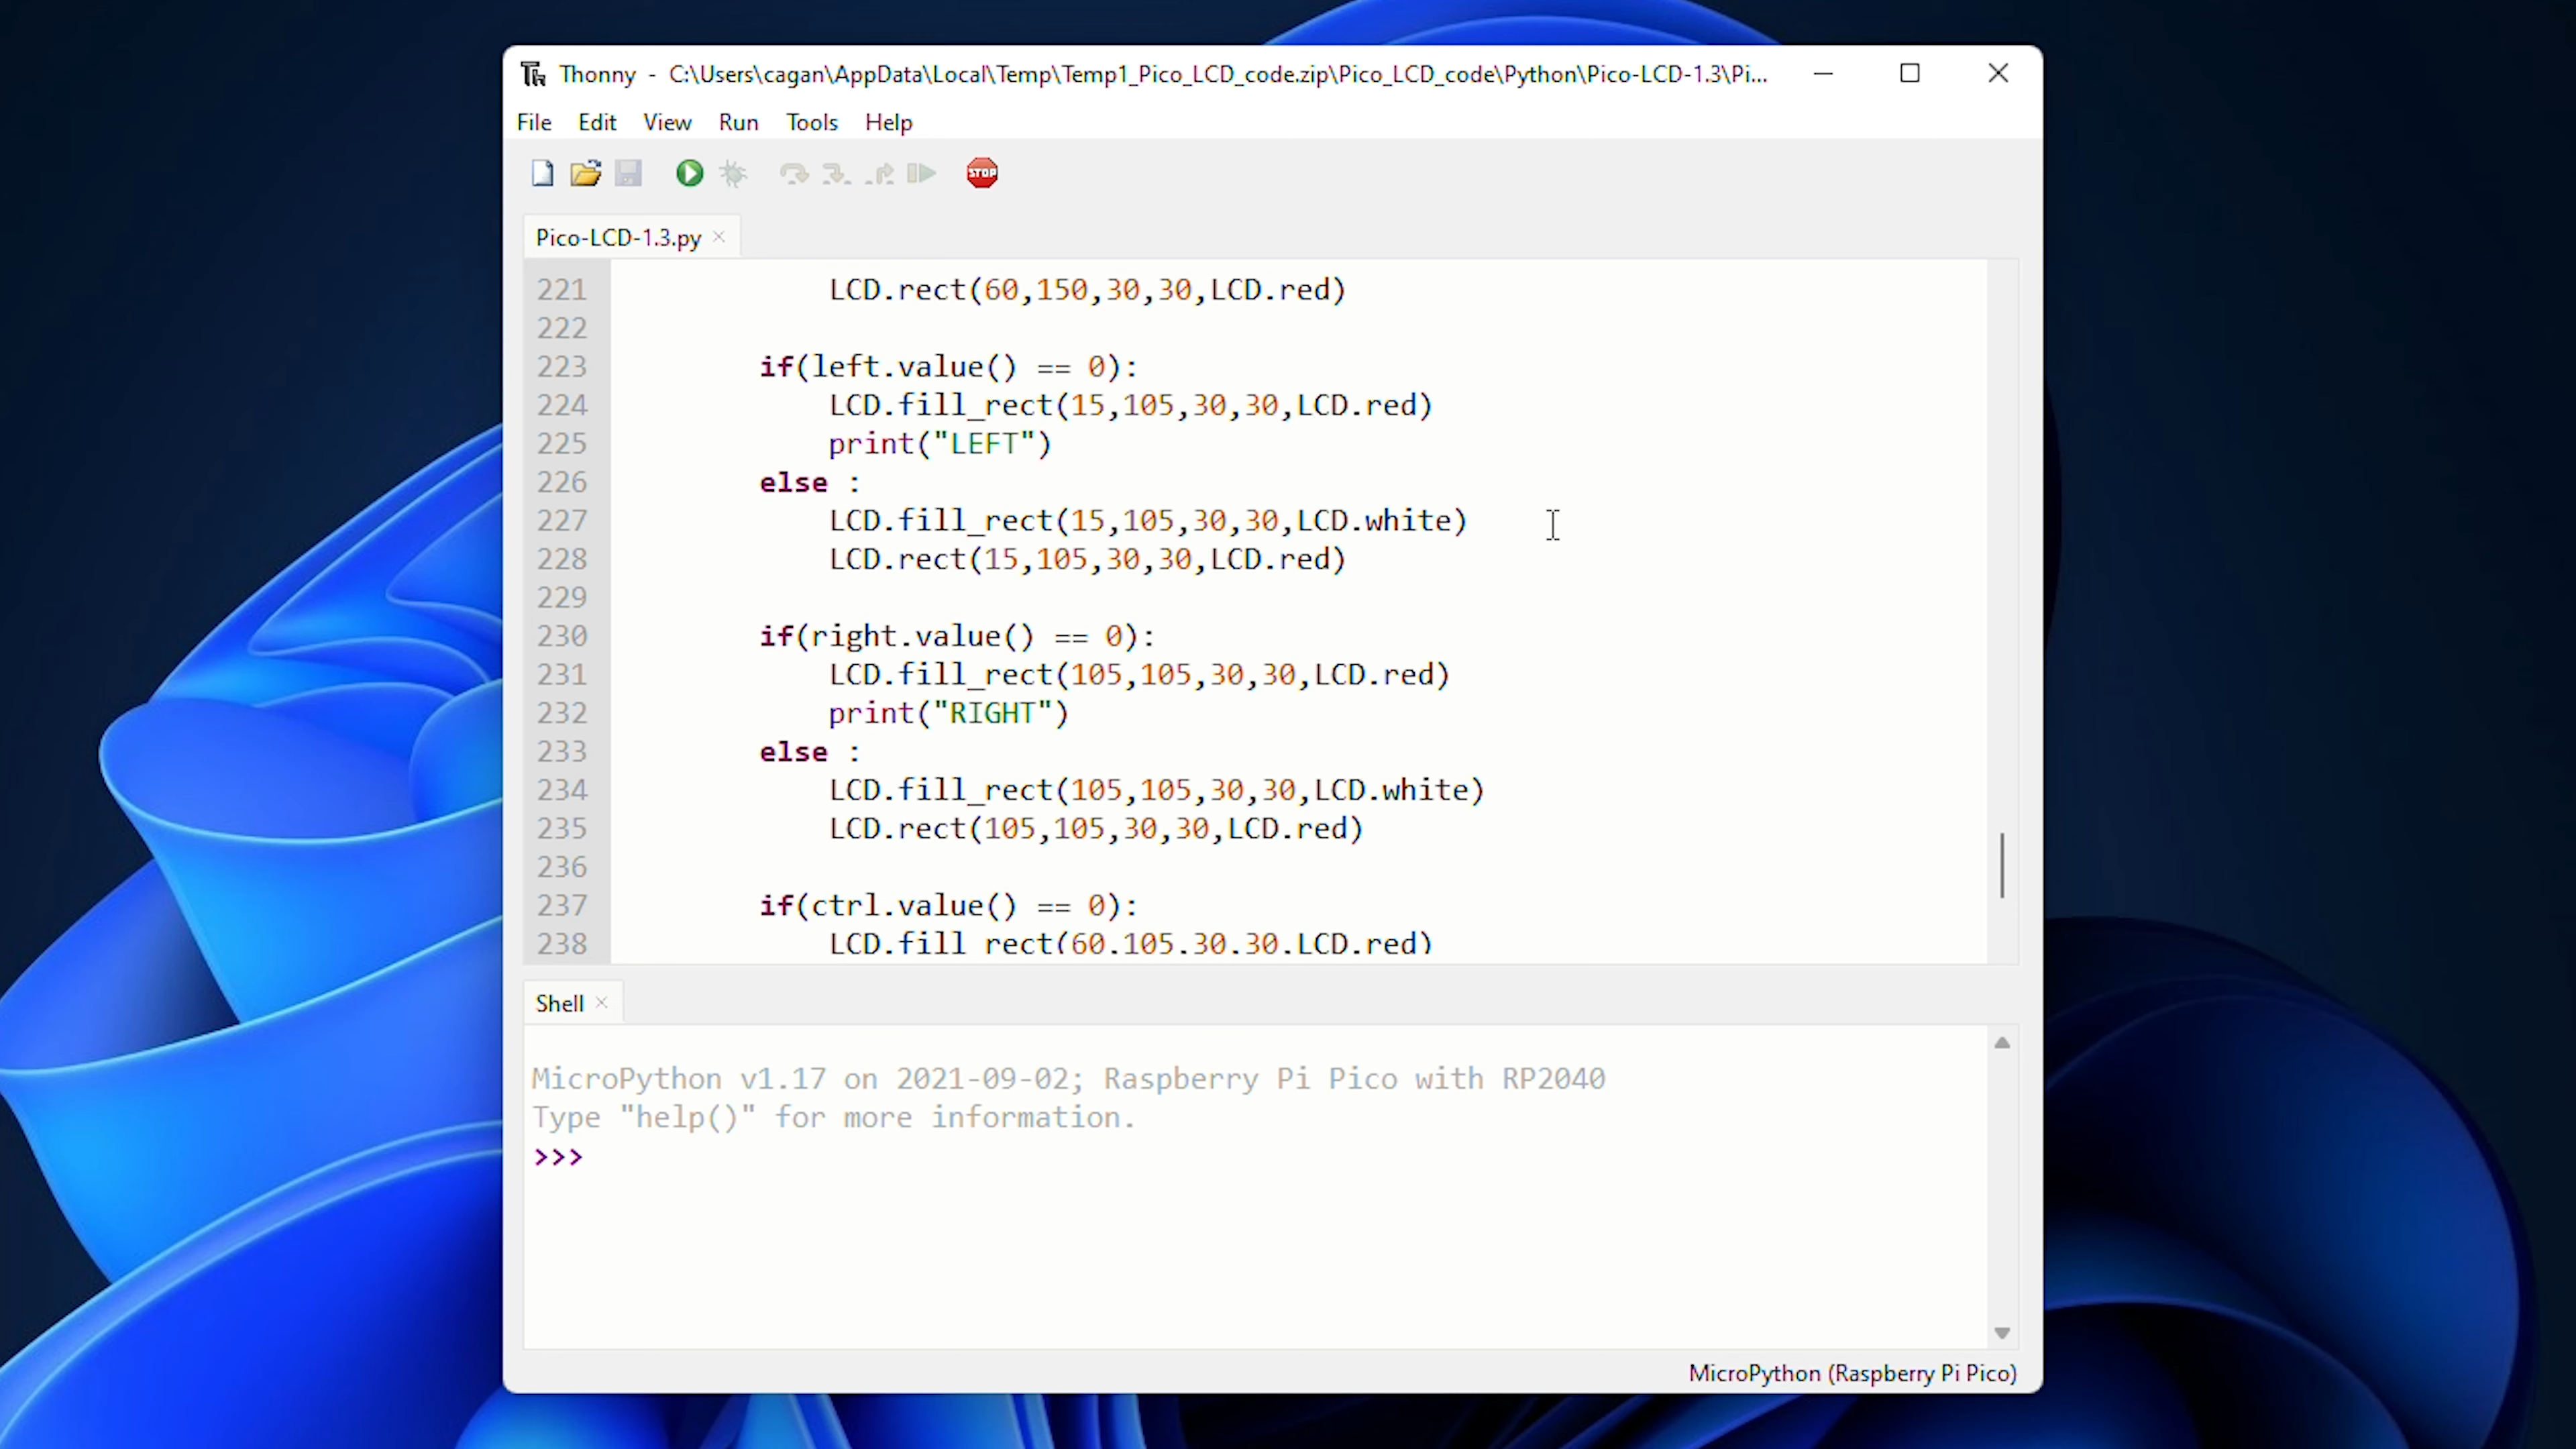 Thonny - C:\Users\cagan\AppData\Local\Temp\Temp1_Pico_LCD_code.zip\Pico_LCD_code\Python\Pico-LCD-1.3\Pi...
File Edit View Run Tools Help
STOP
Pico-LCD-1.3.py
221 LCD.rect(60,150,30,30,LCD.red)
222
223 if(left.value() == 0):
224 LCD.fill_rect(15,105,30,30,LCD.red)
225 print("LEFT")
226 else :
227 LCD.fill_rect(15,105,30,30,LCD.white)
228 LCD.rect(15,105,30,30,LCD.red)
229
230 if(right.value() == 0):
231 LCD.fill_rect(105,105,30,30,LCD.red)
232 print("RIGHT")
233 else :
234 LCD.fill_rect(105,105,30,30,LCD.white)
235 LCD.rect(105,105,30,30,LCD.red)
236
237 if(ctrl.value() == 0):
238 LCD.fill_rect(60,105,30,30,LCD.red)
Shell
MicroPython v1.17 on 2021-09-02; Raspberry Pi Pico with RP2040
Type "help()" for more information.
>>>
MicroPython (Raspberry Pi Pico)